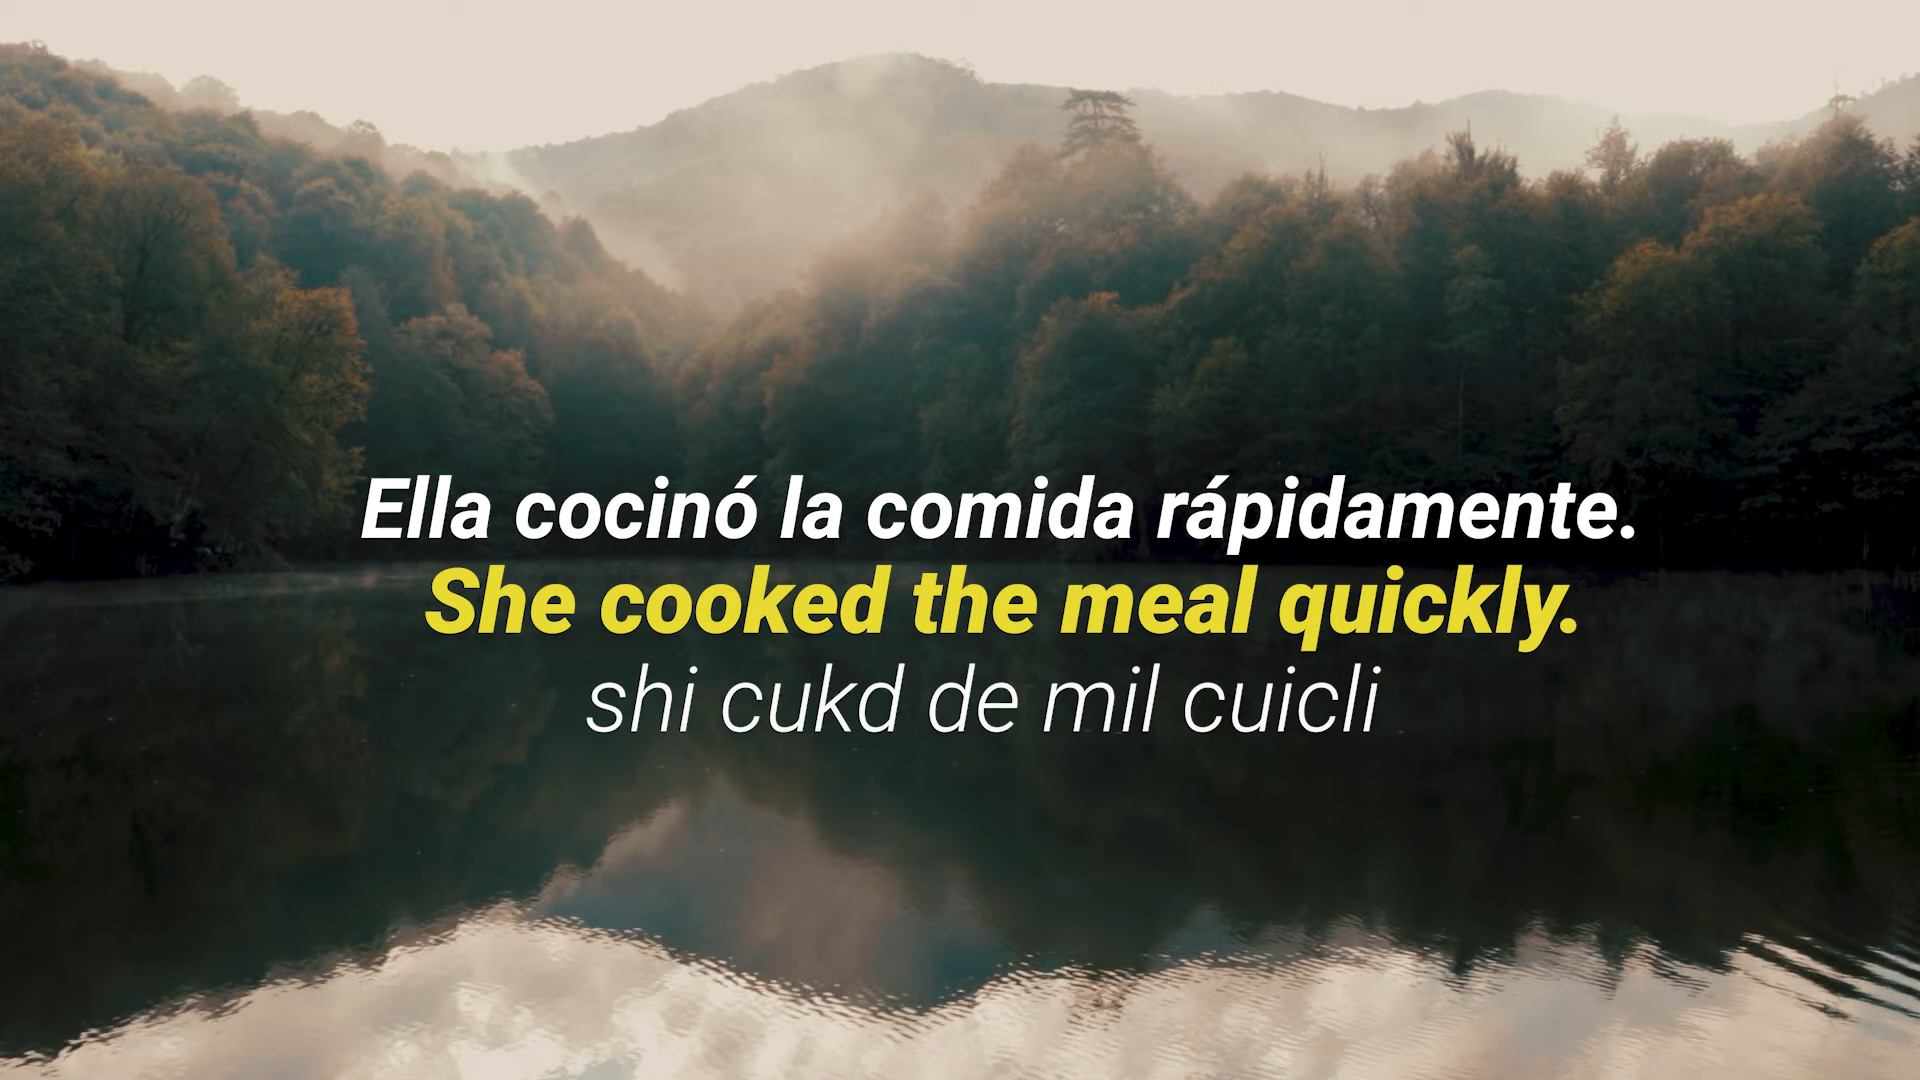 Ella cocinó la comida rápidamente.
She cooked the meal quickly.
shi cukd de mil cuicli